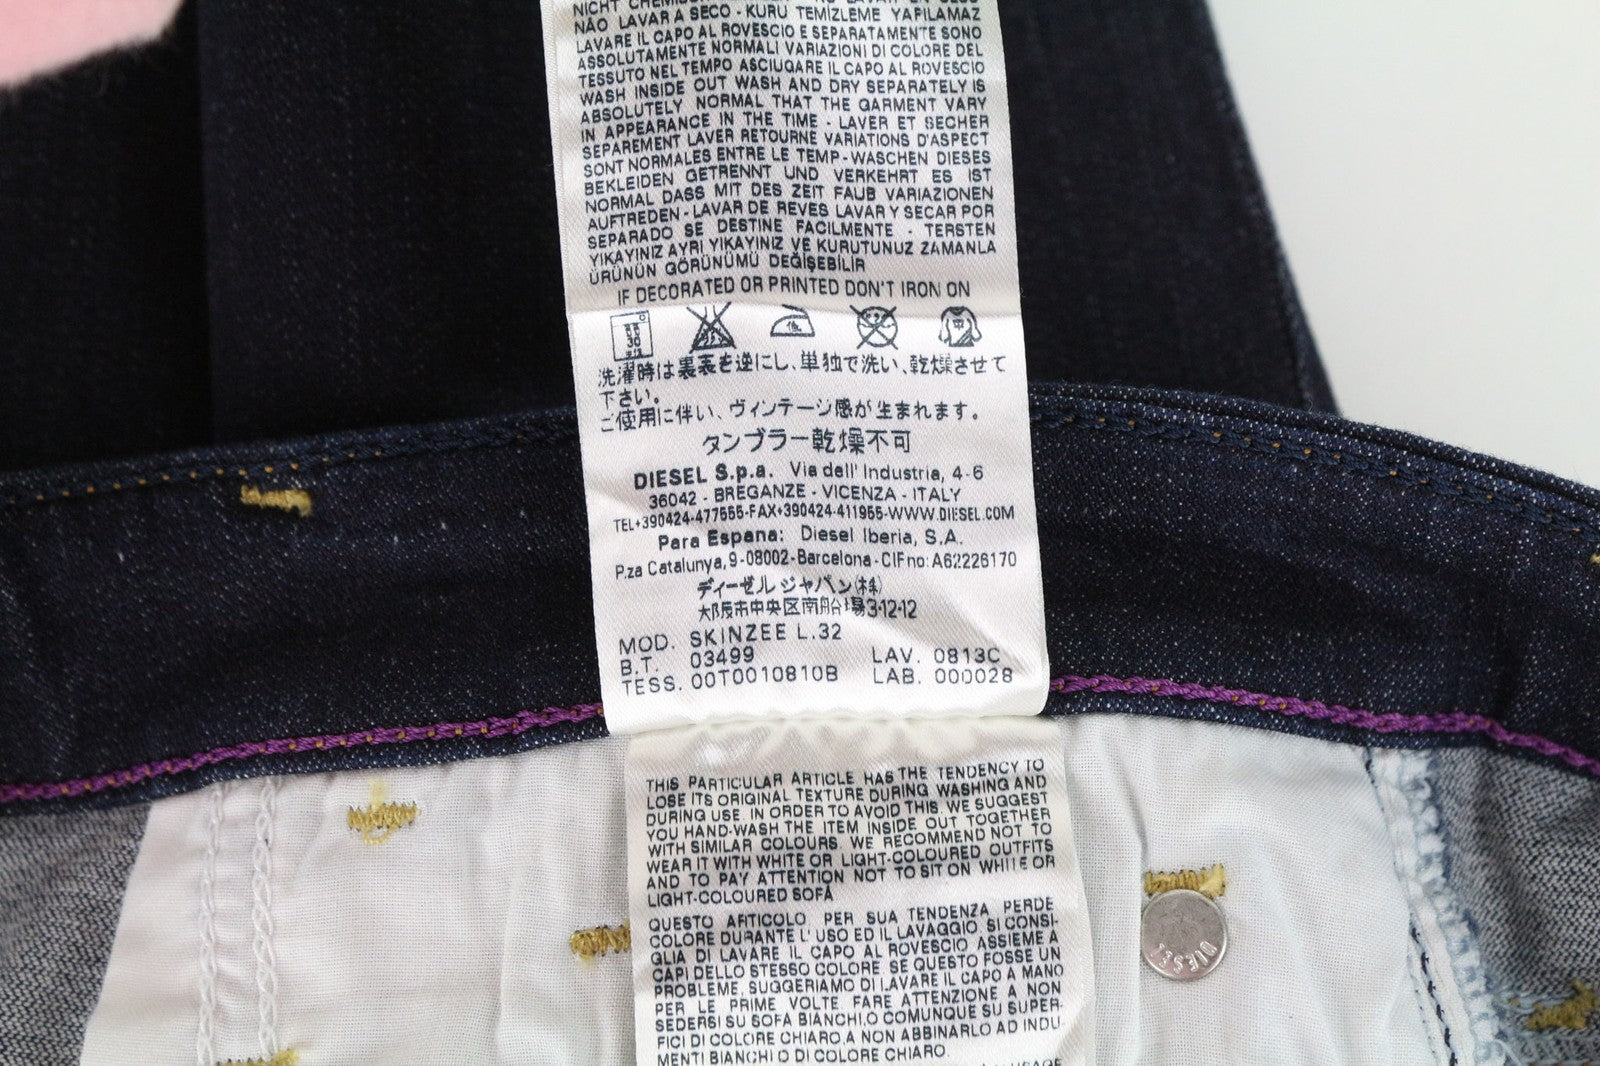 NÃO LAVAR A SECO - KURU TEMİZLEME YAPILAMAZ
LAVARE IL CAPO AL ROVESCIO E SEPARATAMENTE SONO
ASSOLUTAMENTE NORMALI VARIAZIONI DI COLORE DEL
TESSUTO NEL TEMPO ASCIUGARE IL CAPO AL ROVESCIO
WASH INSIDE OUT WASH AND DRY SEPARATELY IS
ABSOLUTELY NORMAL THAT THE GARMENT VARY
IN APPEARANCE IN THE TIME - LAVER ET SECHER
SEPAREMENT LAVER RETOURNE VARIATIONS D'ASPECT
SONT NORMALES ENTRE LE TEMP - WASCHEN DIESES
BEKLEIDEN GETRENNT UND VERKEHRT ES IST
NORMAL DASS MIT DES ZEIT FAUB VARIAZIONEN
AUFTREDEN - LAVAR DE REVES LAVAR Y SECAR POR
SEPARADO SE DESTINE FACILMENTE - TERSTEN
YIKAYINIZ AYRI YIKAYINIZ VE KURUTUNUZ ZAMANLA
ÜRÜNÜN GÖRÜNÜMÜ DEĞİŞEBİLİR
IF DECORATED OR PRINTED DON'T IRON ON
30
低
洗濯時は裏表を逆にし、単独で洗い、乾燥させて
下さい。
ご使用に伴い、ヴィンテージ感が生まれます。
タンブラー乾燥不可
DIESEL S.p.a. Via dell' Industria, 4-6
36042 - BREGANZE - VICENZA - ITALY
TEL+390424-477555-FAX+390424-411955-WWW.DIESEL.COM
Para Espana: Diesel Iberia, S.A.
P.za Catalunya, 9-08002-Barcelona-CIF no: A62226170
ディーゼル ジャパン(株)
大阪市中央区南船場3-12-12
MOD. SKINZEE L.32
B.T. 03499 LAV. 0813C
TESS. 00T0010810B LAB. 000028
THIS PARTICULAR ARTICLE HAS THE TENDENCY TO
LOSE ITS ORIGINAL TEXTURE DURING WASHING AND
DURING USE. IN ORDER TO AVOID THIS, WE SUGGEST
YOU HAND-WASH THE ITEM INSIDE OUT TOGETHER
WITH SIMILAR COLOURS. WE RECOMMEND NOT TO
WEAR IT WITH WHITE OR LIGHT-COLOURED OUTFITS
AND TO PAY ATTENTION NOT TO SIT ON WHITE OR
LIGHT-COLOURED SOFÁ
QUESTO ARTICOLO PER SUA TENDENZA PERDE
COLORE DURANTE L'USO ED IL LAVAGGIO. SI CONSI-
GLIA DI LAVARE IL CAPO AL ROVESCIO ASSIEME A
CAPI DELLO STESSO COLORE. SE QUESTO FOSSE UN
PROBLEMA, SUGGERIAMO DI LAVARE IL CAPO A MANO
PER LE PRIME VOLTE. FARE ATTENZIONE A NON
SEDERSI SU SOFA BIANCHI,O COMUNQUE SU SUPER-
FICI DI COLORE CHIARO,A NON ABBINARLO AD INDU-
MENTI BIANCHI O DI COLORE CHIARO.
DIESEL